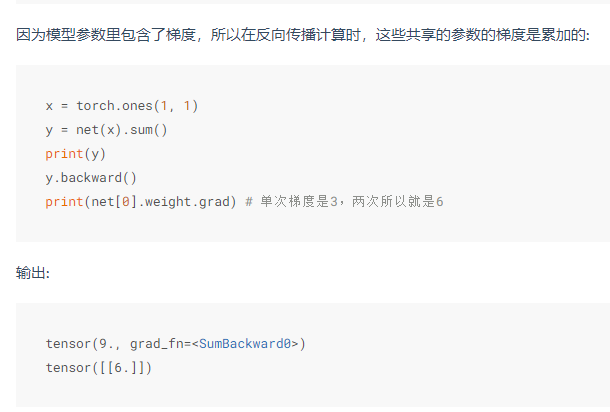 因为模型参数里包含了梯度，所以在反向传播计算时，这些共享的参数的梯度是累加的:
x = torch.ones(1, 1)
y = net(x).sum()
print(y)
y.backward()
print(net[0].weight.grad) # 单次梯度是3，两次所以就是6
输出:
tensor(9., grad_fn=<SumBackward0>)
tensor([[6.]])